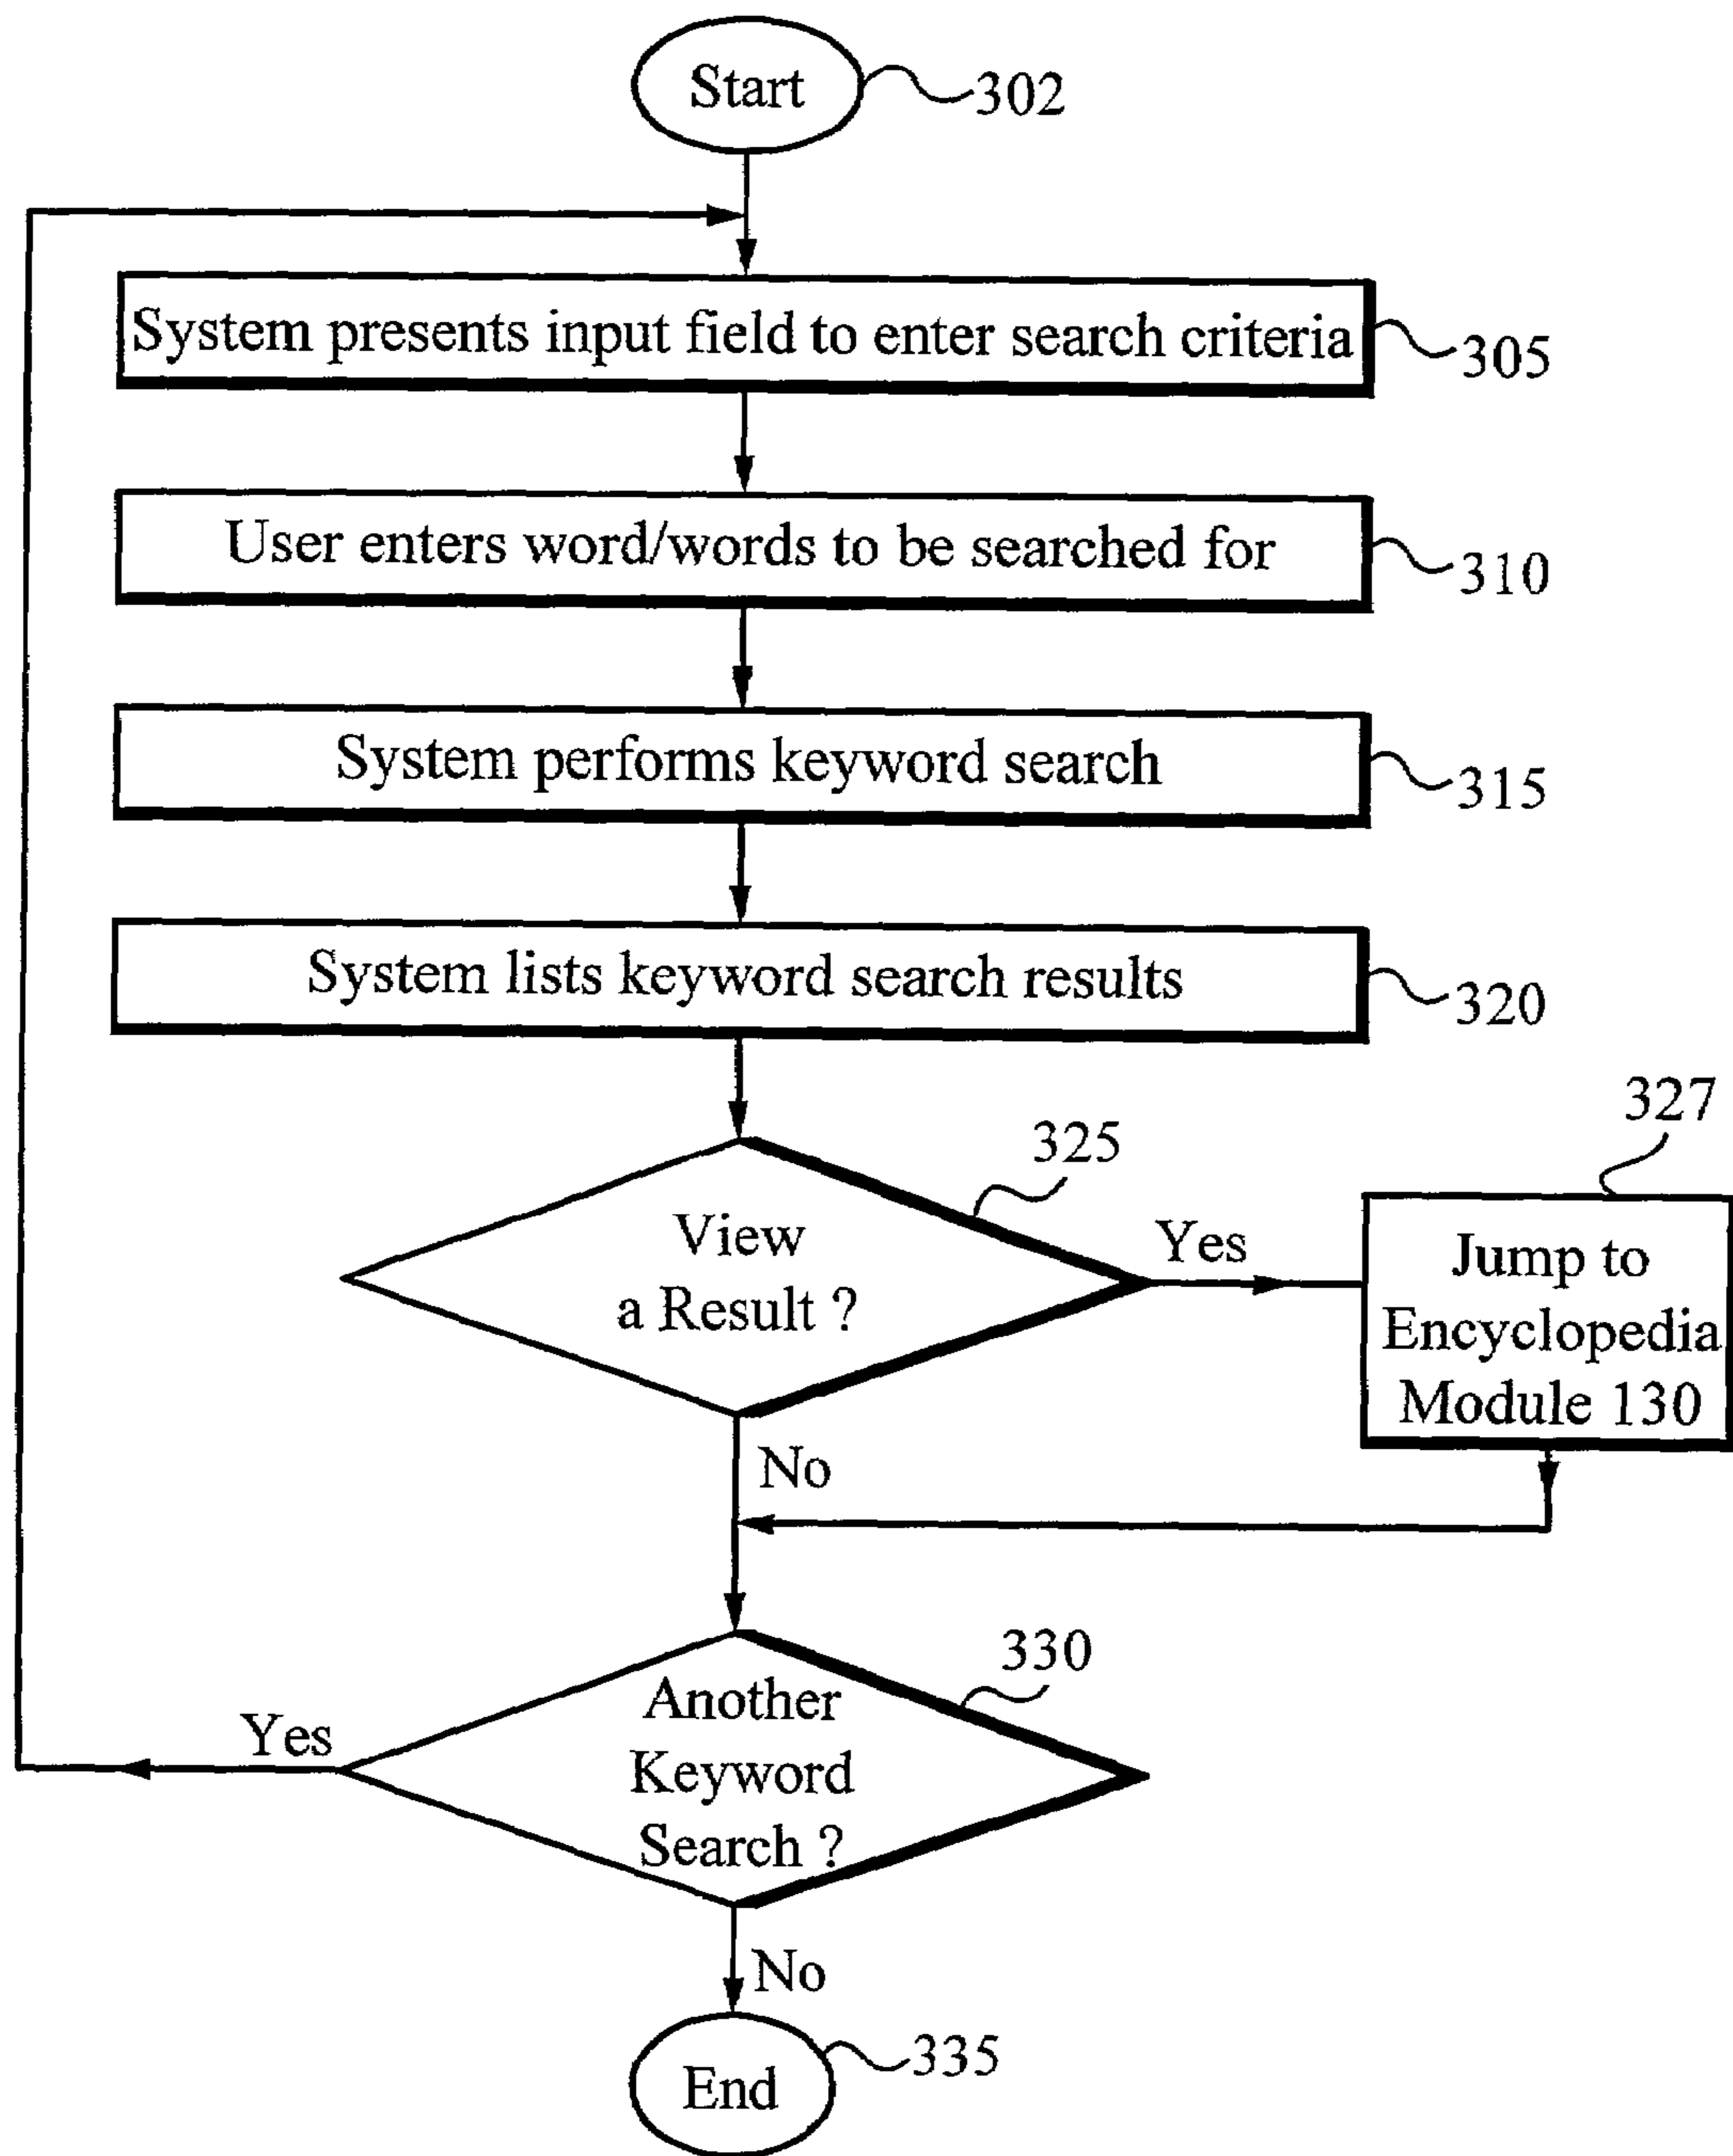 Start
302
System presents input field to enter search criteria
305
User enters word/words to be searched for
310
System performs keyword search
315
System lists keyword search results
320
325
327
View
a Result ?
Yes
Jump to
Encyclopedia
Module 130
No
330
Another
Keyword
Search ?
Yes
No
End
335